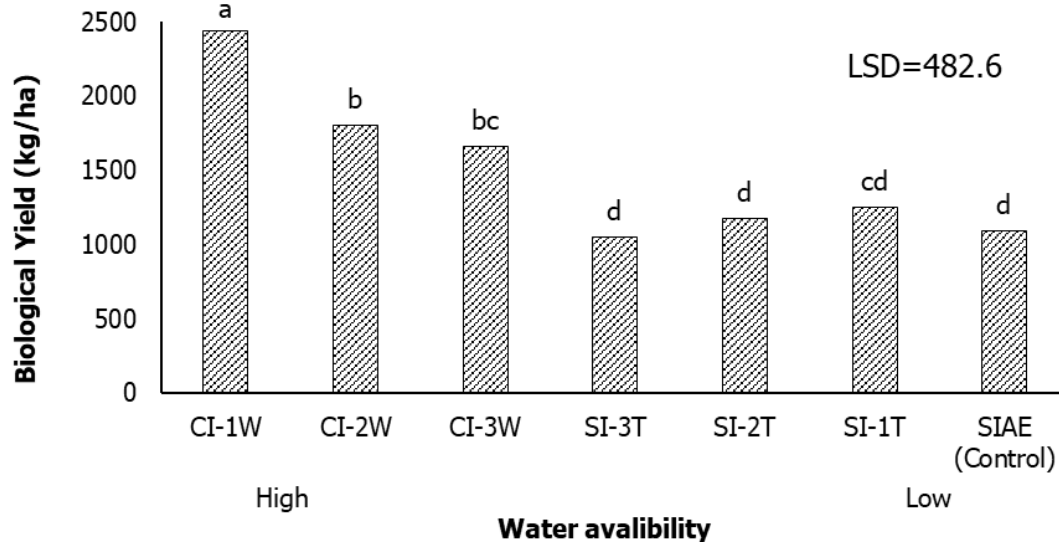 Biological Yield (kg/ha)
2500
2000
1500
1000
500
0
a
b
bc
d
d
cd
d
LSD=482.6
CI-1W
CI-2W
CI-3W
SI-3T
SI-2T
SI-1T
SIAE
(Control)
High
Low
Water avalibility